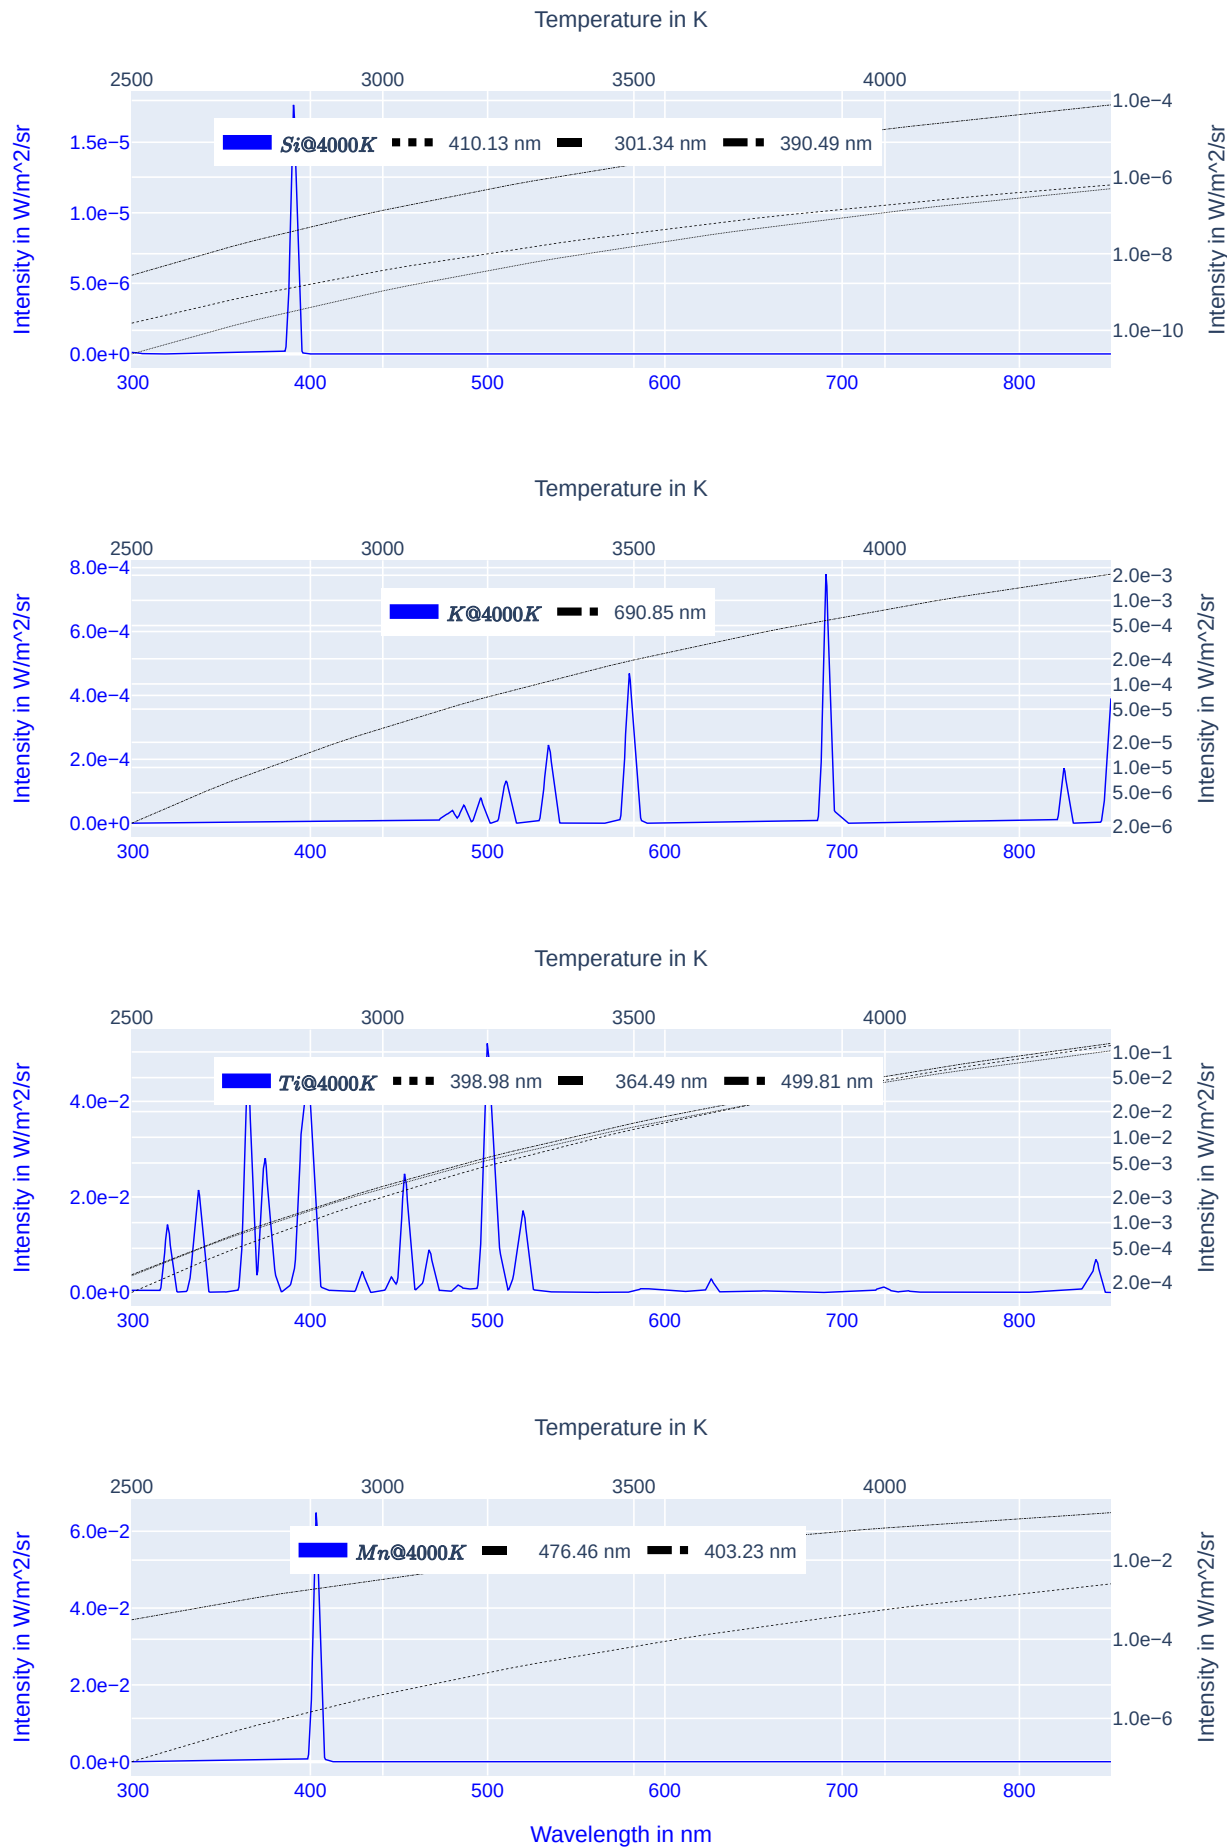 Temperature in K
2500 3000 3500 4000
Intensity in W/m^2/sr
1.5e−5
1.0e−5
5.0e−6
0.0e+0
Si@4000K 410.13 nm 301.34 nm 390.49 nm
1.0e−4
1.0e−6
1.0e−8
1.0e−10
Intensity in W/m^2/sr
300 400 500 600 700 800
Temperature in K
2500 3000 3500 4000
Intensity in W/m^2/sr
8.0e−4
6.0e−4
4.0e−4
2.0e−4
0.0e+0
K@4000K 690.85 nm
2.0e−3
1.0e−3
5.0e−4
2.0e−4
1.0e−4
5.0e−5
2.0e−5
1.0e−5
5.0e−6
2.0e−6
Intensity in W/m^2/sr
300 400 500 600 700 800
Temperature in K
2500 3000 3500 4000
Intensity in W/m^2/sr
4.0e−2
2.0e−2
0.0e+0
Ti@4000K 398.98 nm 364.49 nm 499.81 nm
1.0e−1
5.0e−2
2.0e−2
1.0e−2
5.0e−3
2.0e−3
1.0e−3
5.0e−4
2.0e−4
Intensity in W/m^2/sr
300 400 500 600 700 800
Temperature in K
2500 3000 3500 4000
Intensity in W/m^2/sr
6.0e−2
4.0e−2
2.0e−2
0.0e+0
Mn@4000K 476.46 nm 403.23 nm
1.0e−2
1.0e−4
1.0e−6
Intensity in W/m^2/sr
300 400 500 600 700 800
Wavelength in nm